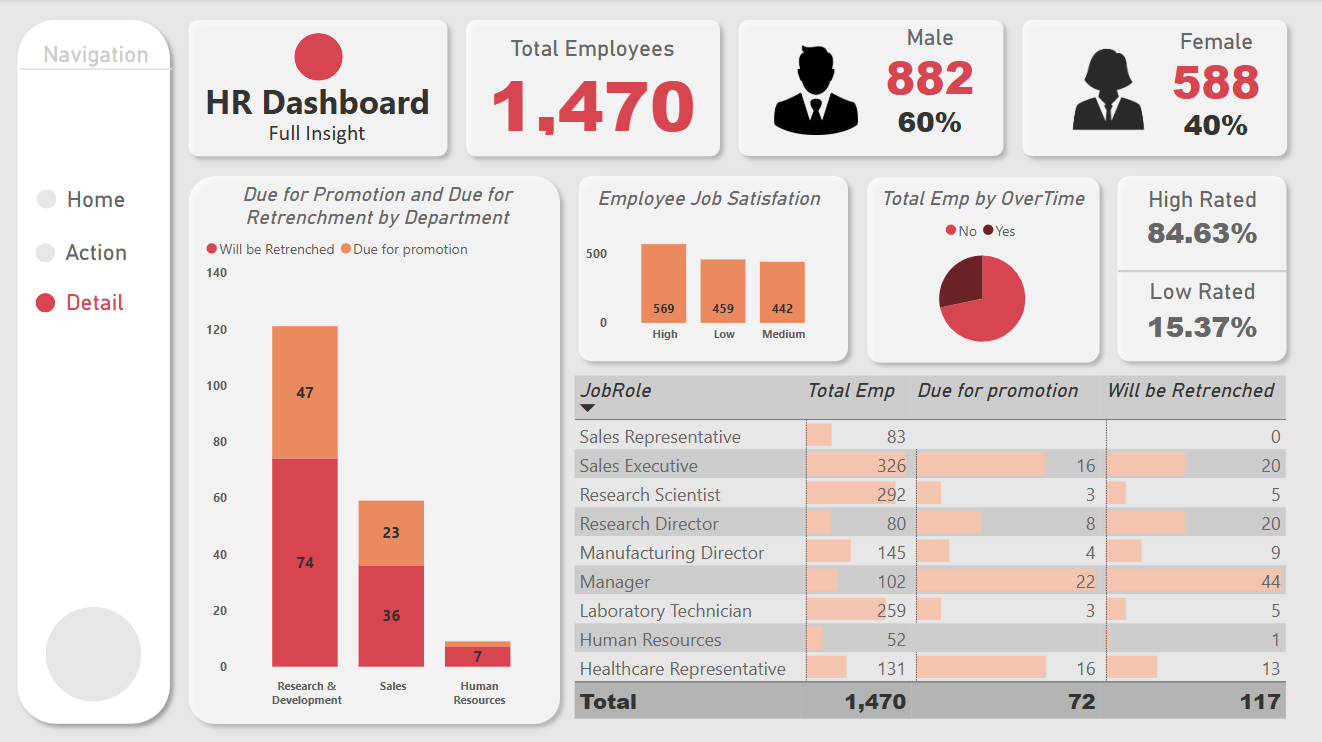 Navigation
Home
Action
Detail
HR Dashboard
Full Insight
Total Employees
1,470
Male
882
60%
Female
588
40%
Due for Promotion and Due for
Retrenchment by Department
Will be Retrenched Due for promotion
140
120
100
80
60
40
20
0
47
74
23
36
7
Research &
Development
Sales
Human
Resources
Employee Job Satisfation
500
0
569 459 442
High Low Medium
Total Emp by OverTime
No Yes
High Rated
84.63%
Low Rated
15.37%
JobRole Total Emp Due for promotion Will be Retrenched
Sales Representative 83 0
Sales Executive 326 16 20
Research Scientist 292 3 5
Research Director 80 8 20
Manufacturing Director 145 4 9
Manager 102 22 44
Laboratory Technician 259 3 5
Human Resources 52 1
Healthcare Representative 131 16 13
Total 1,470 72 117